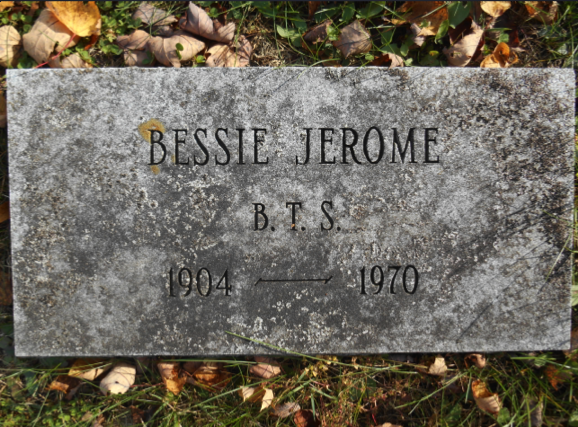 BESSIE JEROME
B. T. S.
1904 — 1970